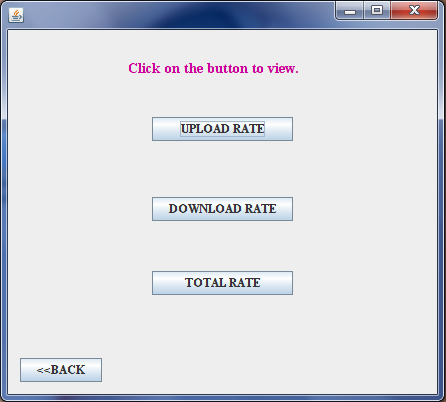 Click on the button to view.
UPLOAD RATE
DOWNLOAD RATE
TOTAL RATE
<<BACK